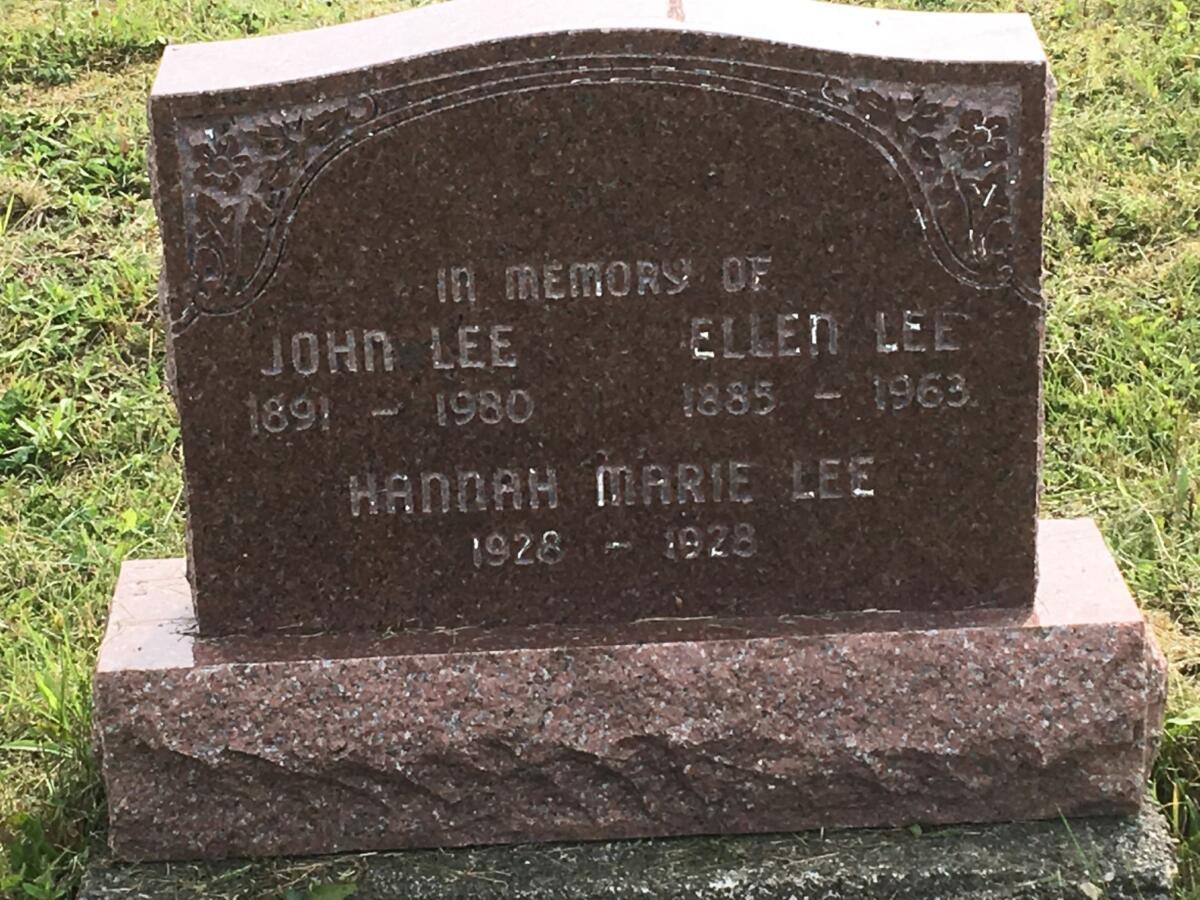 IN MEMORY OF
JOHN LEE ELLEN LEE
1891 - 1980 1885 - 1963
HANNAH MARIE LEE
1928 - 1928